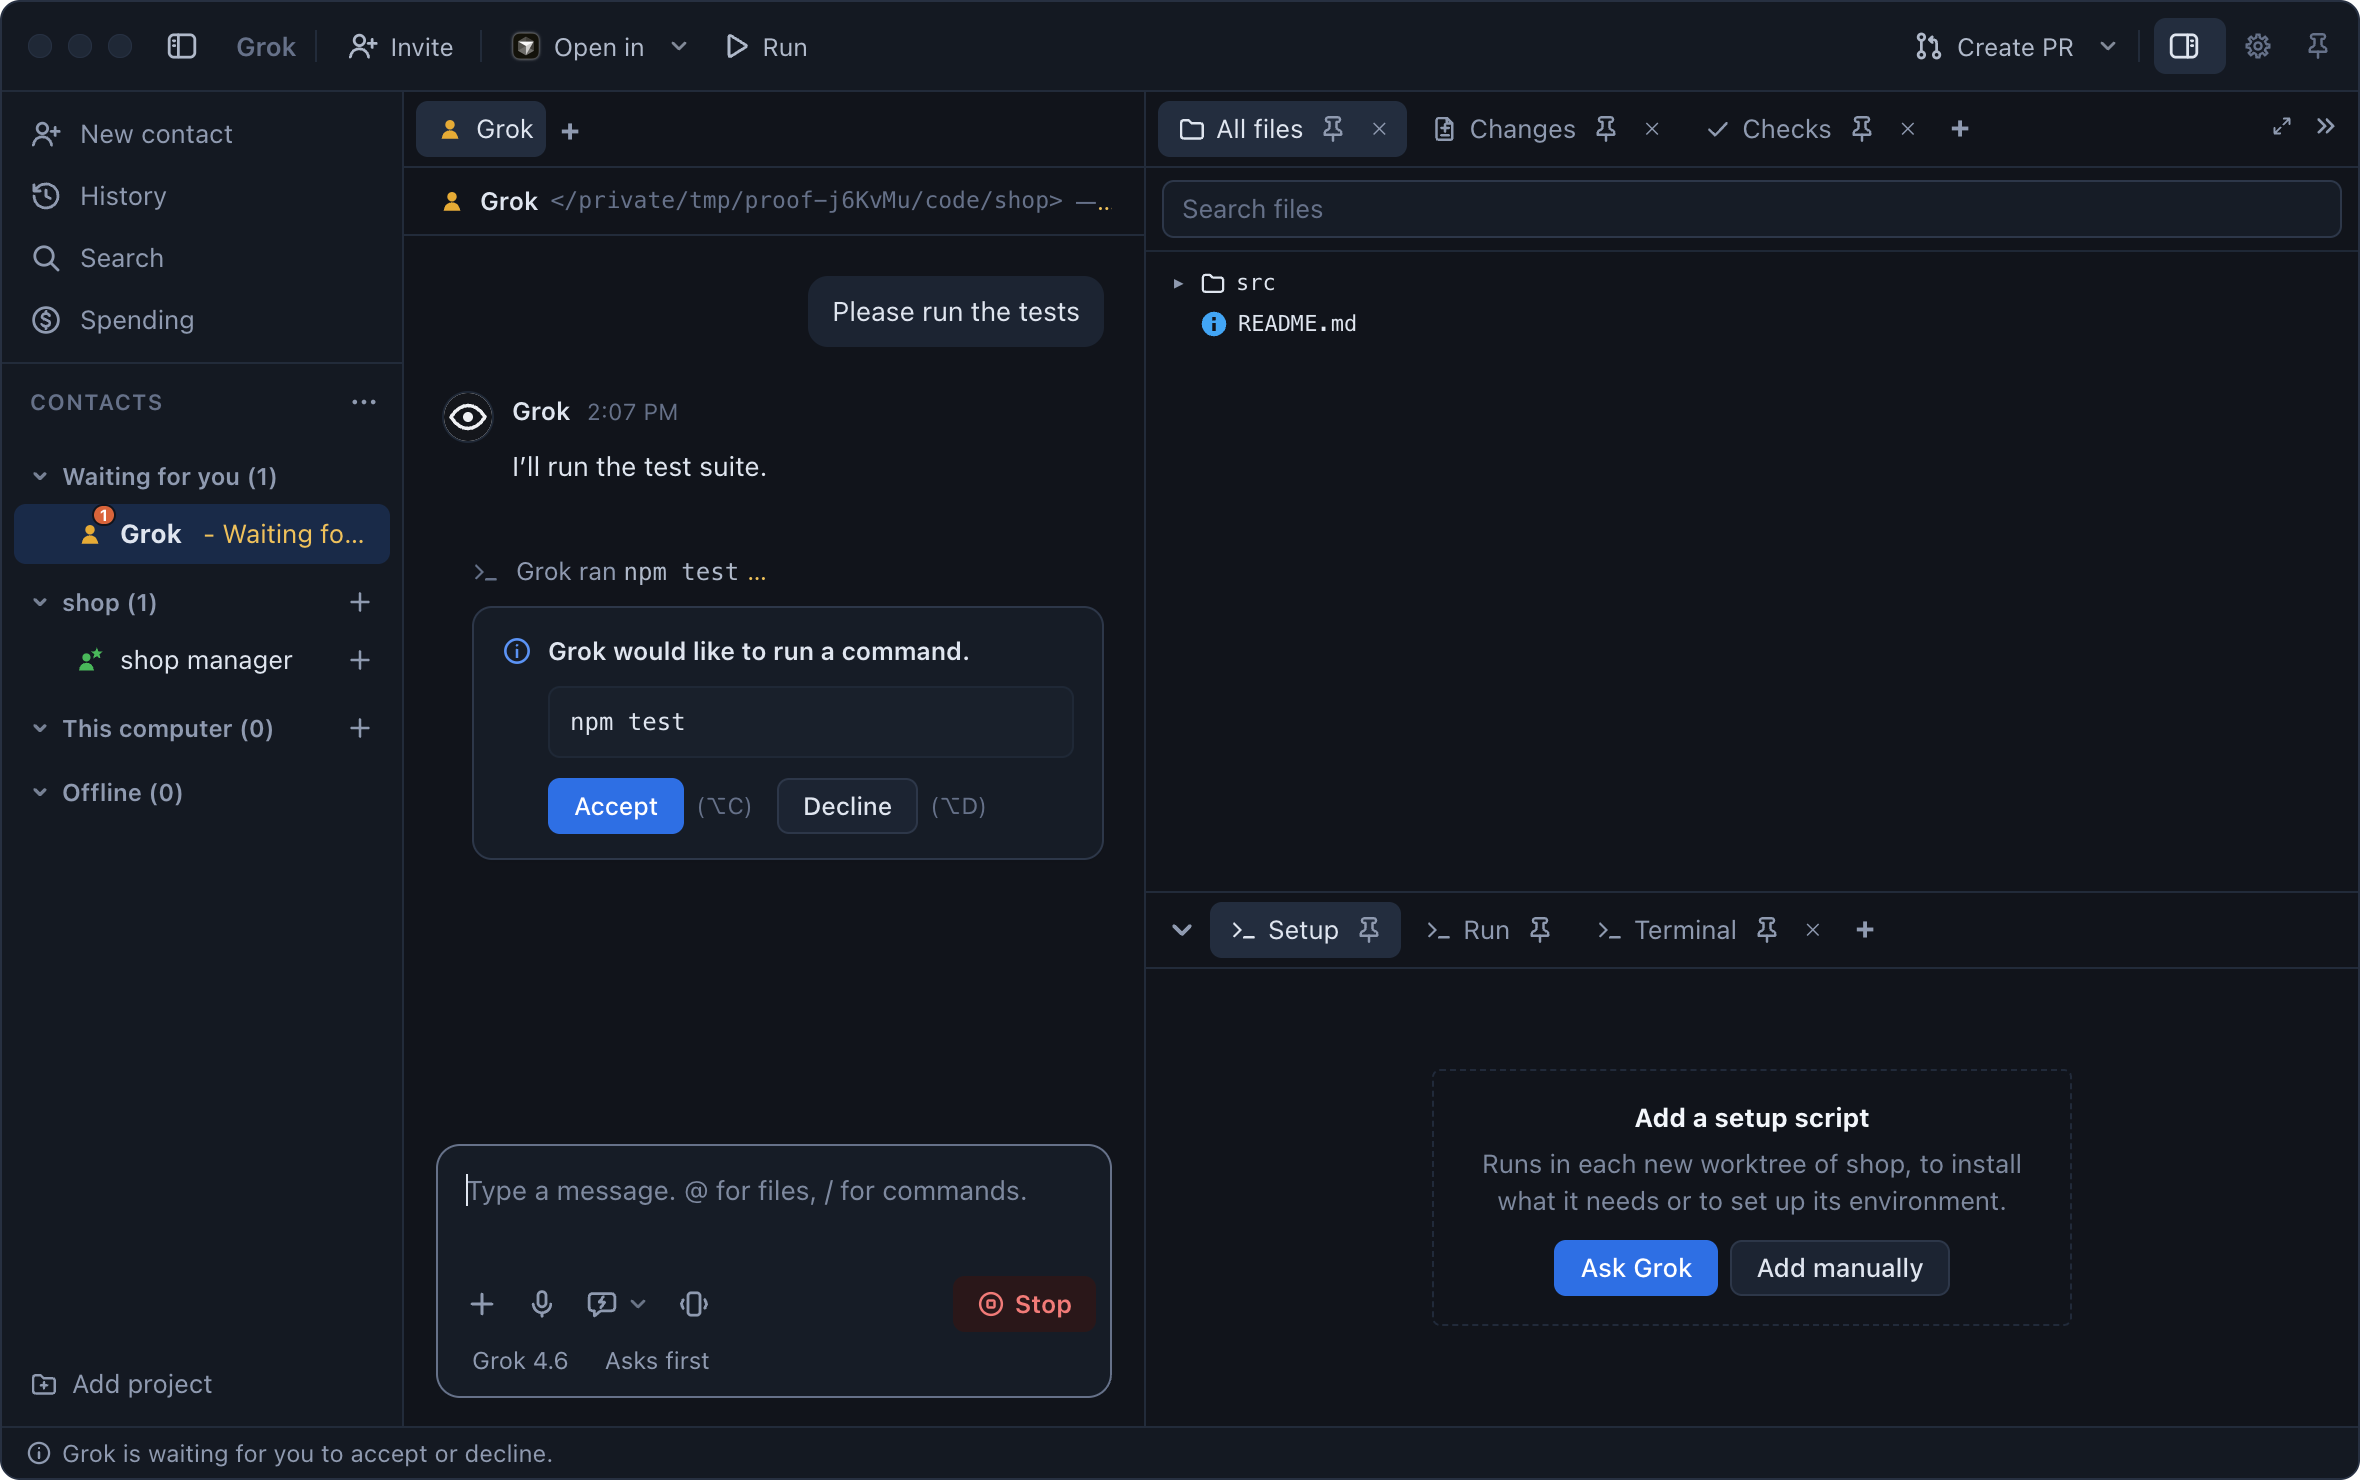 Grok
Invite
Open in
Run
Create PR
New contact
History
Search
Spending
CONTACTS
Waiting for you (1)
1
Grok - Waiting fo...
shop (1)
shop manager
This computer (0)
Offline (0)
Add project
Grok
Grok </private/tmp/proof-j6KvMu/code/shop> —...
Please run the tests
Grok 2:07 PM
I’ll run the test suite.
Grok ran npm test ...
Grok would like to run a command.
npm test
Accept (⌥C) Decline (⌥D)
Type a message. @ for files, / for commands.
Stop
Grok 4.6 Asks first
All files
Changes
Checks
Search files
src
README.md
Setup
Run
Terminal
Add a setup script
Runs in each new worktree of shop, to install
what it needs or to set up its environment.
Ask Grok
Add manually
Grok is waiting for you to accept or decline.